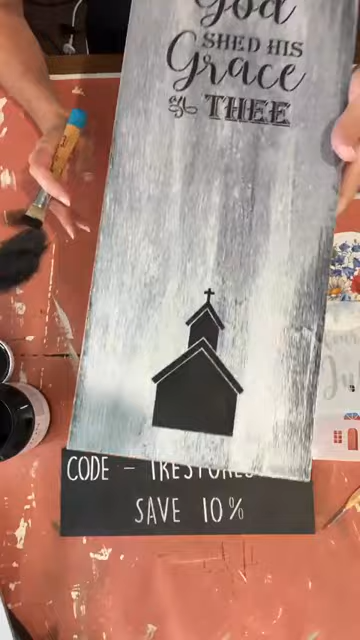 God
SHED HIS
Grace
ON THEE
CODE -
SAVE 10%